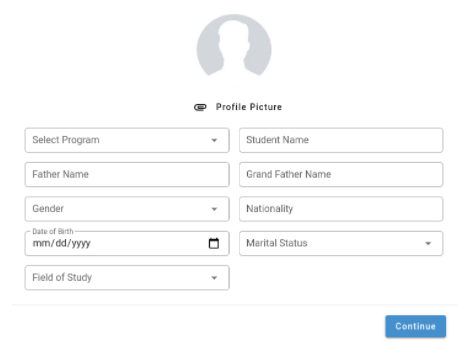 Profile Picture
Select Program
Student Name
Father Name
Grand Father Name
Gender
Nationality
Date of Birth
mm/dd/yyyy
Marital Status
Field of Study
Continue